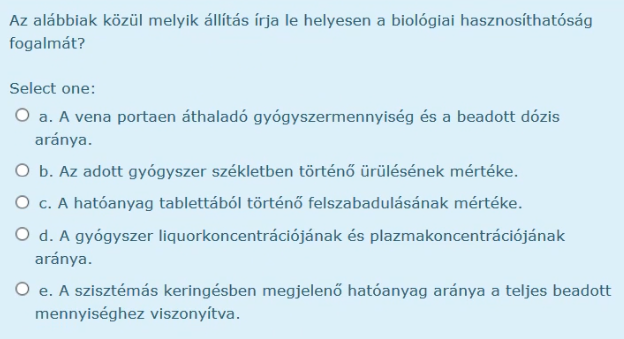 Az alábbiak közül melyik állítás írja le helyesen a biológiai hasznosíthatóság
fogalmát?
Select one:
a. A vena portaen áthaladó gyógyszermennyiség és a beadott dózis
aránya.
b. Az adott gyógyszer székletben történő ürülésének mértéke.
c. A hatóanyag tablettából történő felszabadulásának mértéke.
d. A gyógyszer liquorkoncentrációjának és plazmakoncentrációjának
aránya.
e. A szisztémás keringésben megjelenő hatóanyag aránya a teljes beadott
mennyiséghez viszonyítva.